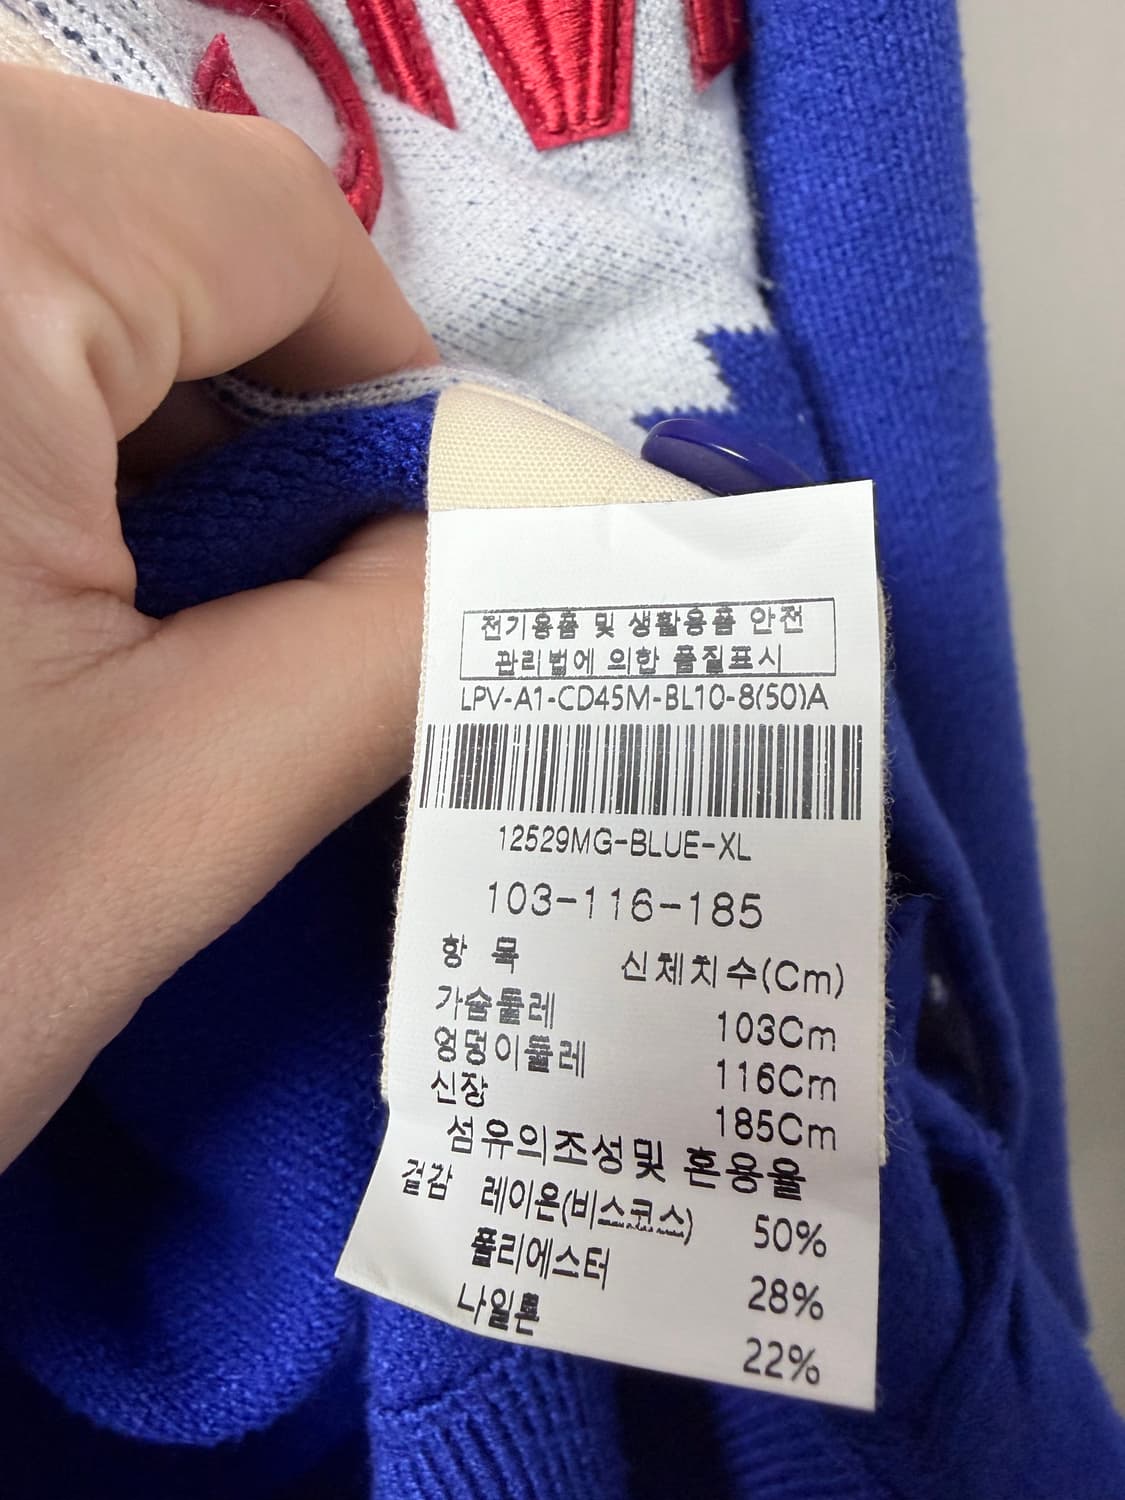 전기용품 및 생활용품 안전
관리법에 의한 품질표시
LPV-A1-CD45M-BL10-8(50)A
12529MG-BLUE-XL
103-116-185
항 목 신체치수(Cm)
가슴둘레 103Cm
엉덩이둘레 116Cm
신장 185Cm
섬유의조성및 혼용율
겉감 레이온(비스코스) 50%
폴리에스터 28%
나일론 22%